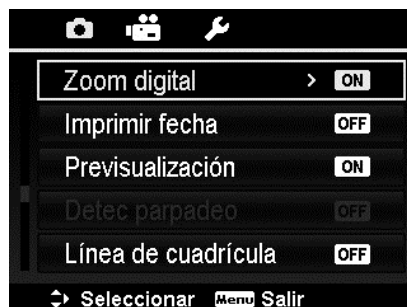 Zoom digital > ON
Imprimir fecha OFF
Previsualización ON
Detec parpadeo OFF
Línea de cuadrícula OFF
Seleccionar Menu Salir